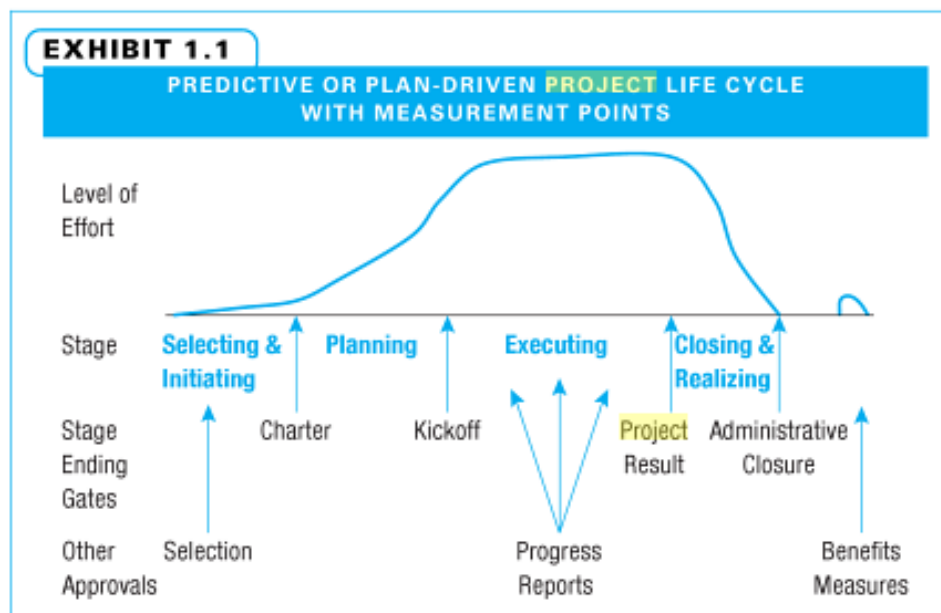 EXHIBIT 1.1
PREDICTIVE OR PLAN-DRIVEN PROJECT LIFE CYCLE
WITH MEASUREMENT POINTS
Level of
Effort
Stage
Selecting &
Initiating
Planning
Executing
Closing &
Realizing
Stage
Ending
Gates
Charter
Kickoff
Project
Result
Administrative
Closure
Other
Approvals
Selection
Progress
Reports
Benefits
Measures